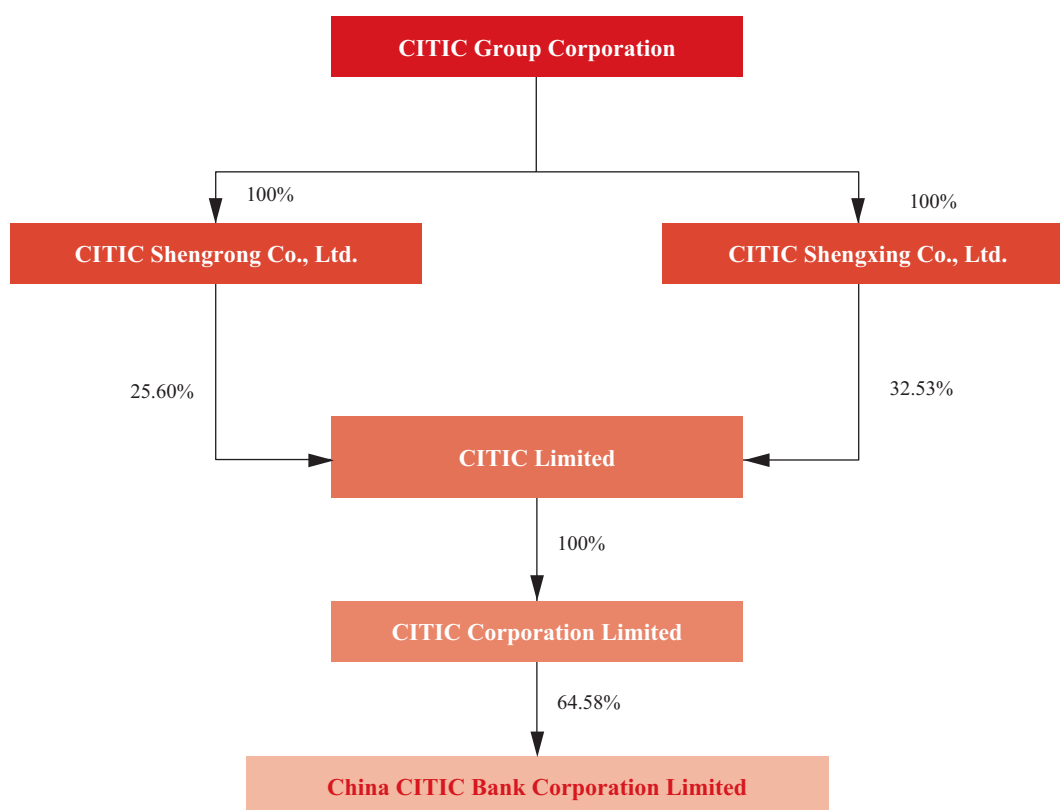 CITIC Group Corporation
100%
100%
CITIC Shengrong Co., Ltd.
CITIC Shengxing Co., Ltd.
25.60%
32.53%
CITIC Limited
100%
CITIC Corporation Limited
64.58%
China CITIC Bank Corporation Limited